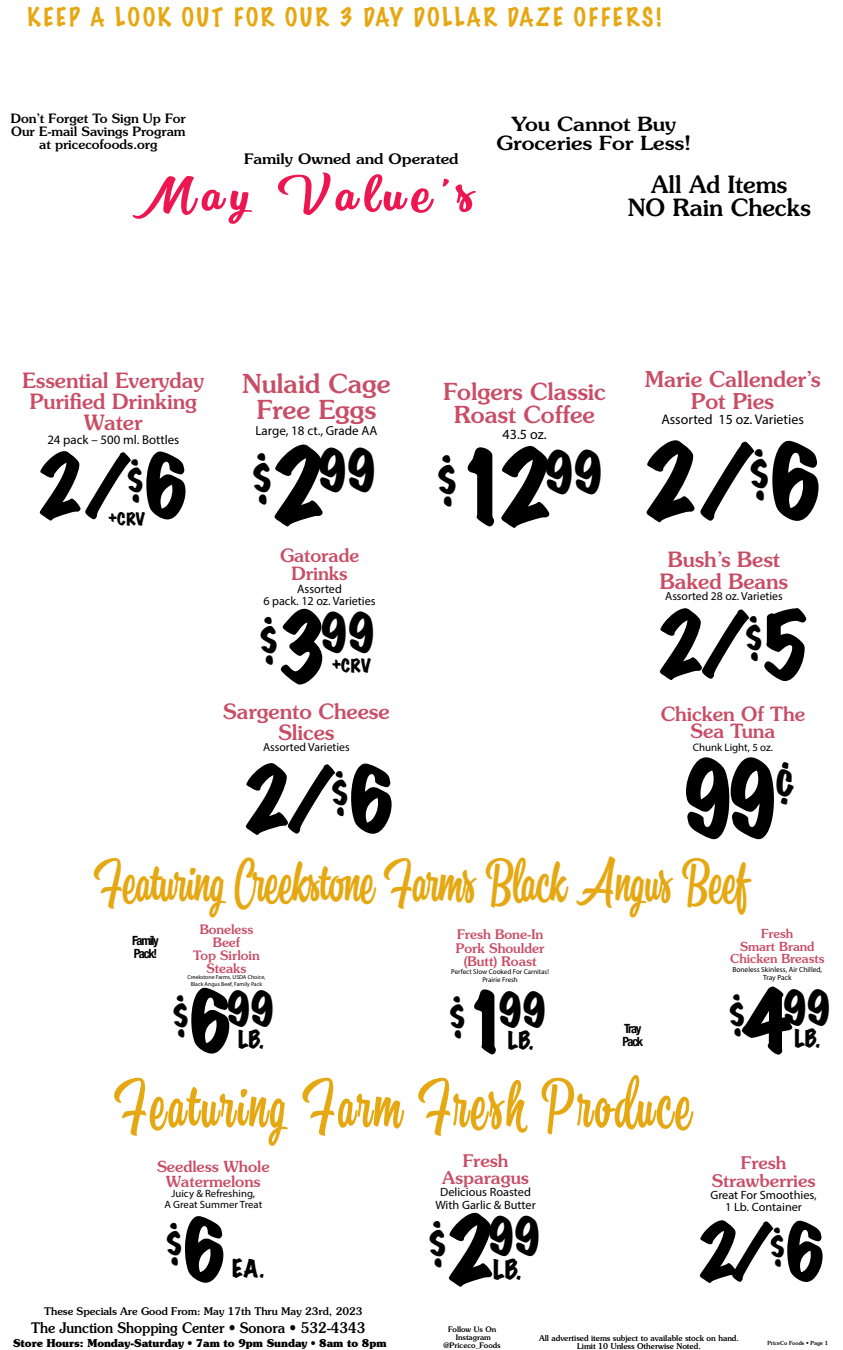 KEEP A LOOK OUT FOR OUR 3 DAY DOLLAR DAZE OFFERS!
Don't Forget To Sign Up For
Our E-mail Savings Program
at pricecofoods.org
You Cannot Buy
Groceries For Less!
Family Owned and Operated
May Value's
All Ad Items
NO Rain Checks
Essential Everyday
Purified Drinking
Water
24 pack – 500 ml. Bottles
2/$6
+CRV
Nulaid Cage
Free Eggs
Large, 18 ct., Grade AA
$2.99
Folgers Classic
Roast Coffee
43.5 oz.
$12.99
Marie Callender's
Pot Pies
Assorted 15 oz. Varieties
2/$6
Gatorade
Drinks
Assorted
6 pack. 12 oz. Varieties
$3.99
+CRV
Bush's Best
Baked Beans
Assorted 28 oz. Varieties
2/$5
Sargento Cheese
Slices
Assorted Varieties
2/$6
Chicken Of The
Sea Tuna
Chunk Light, 5 oz.
99¢
Featuring Creekstone Farms Black Angus Beef
Family
Pack!
Boneless
Beef
Top Sirloin
Steaks
Creekstone Farms, USDA Choice,
Black Angus Beef, Family Pack
$6.99
LB.
Fresh Bone-In
Pork Shoulder
(Butt) Roast
Perfect Slow Cooked For Carnitas!
Prairie Fresh
$1.99
LB.
Tray
Pack
Fresh
Smart Brand
Chicken Breasts
Boneless Skinless, Air Chilled,
Tray Pack
$4.99
LB.
Featuring Farm Fresh Produce
Seedless Whole
Watermelons
Juicy & Refreshing,
A Great Summer Treat
$6 EA.
Fresh
Asparagus
Delicious Roasted
With Garlic & Butter
$2.99
LB.
Fresh
Strawberries
Great For Smoothies,
1 Lb. Container
2/$6
These Specials Are Good From: May 17th Thru May 23rd, 2023
The Junction Shopping Center • Sonora • 532-4343
Store Hours: Monday-Saturday • 7am to 9pm Sunday • 8am to 8pm
Follow Us On
Instagram
@Priceco_Foods
All advertised items subject to available stock on hand.
Limit 10 Unless Otherwise Noted.
PriceCo Foods • Page 1